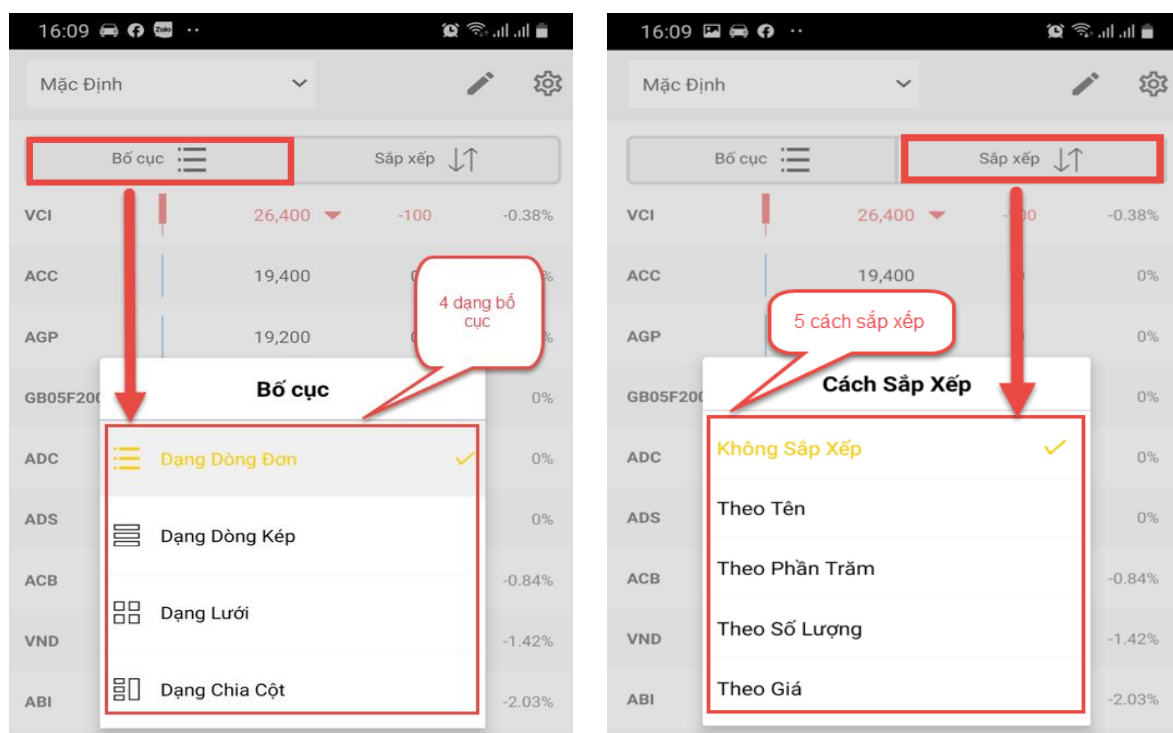 16:09 Zalo
Mặc Định
Bố cục Sắp xếp
VCI 26,400 -100 -0.38%
ACC 19,400
4 dạng bố
cục
AGP 19,200
Bố cục
GB05F200 0%
ADC Dạng Dòng Đơn 0%
ADS 0%
Dạng Dòng Kép
ACB -0.84%
Dạng Lưới
VND -1.42%
Dạng Chia Cột
ABI -2.03%
16:09
Mặc Định
Bố cục Sắp xếp
VCI 26,400 -0.38%
ACC 19,400 0%
5 cách sắp xếp
AGP 0%
Cách Sắp Xếp
GB05F200 0%
Không Sắp Xếp
ADC 0%
Theo Tên
ADS 0%
Theo Phần Trăm
ACB -0.84%
Theo Số Lượng
VND -1.42%
Theo Giá
ABI -2.03%